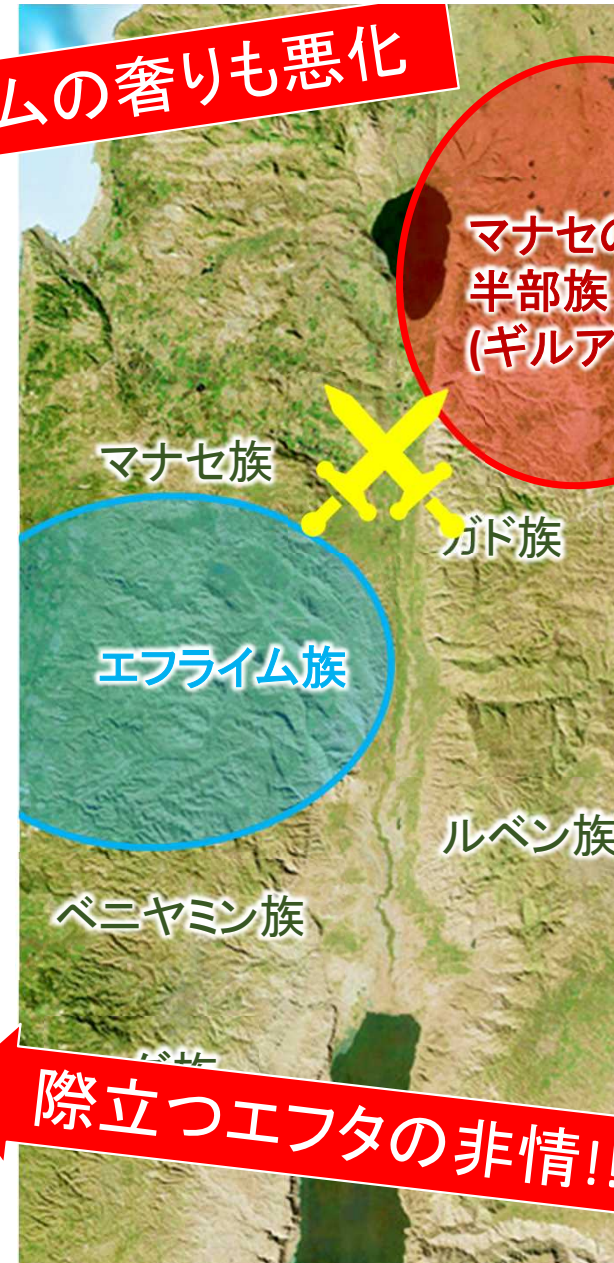 ムの奢りも悪化
マナセの
半部族
(ギルア
マナセ族
ガド族
エフライム族
ルベン族
ベニヤミン族
ダ族
際立つエフタの非情!!